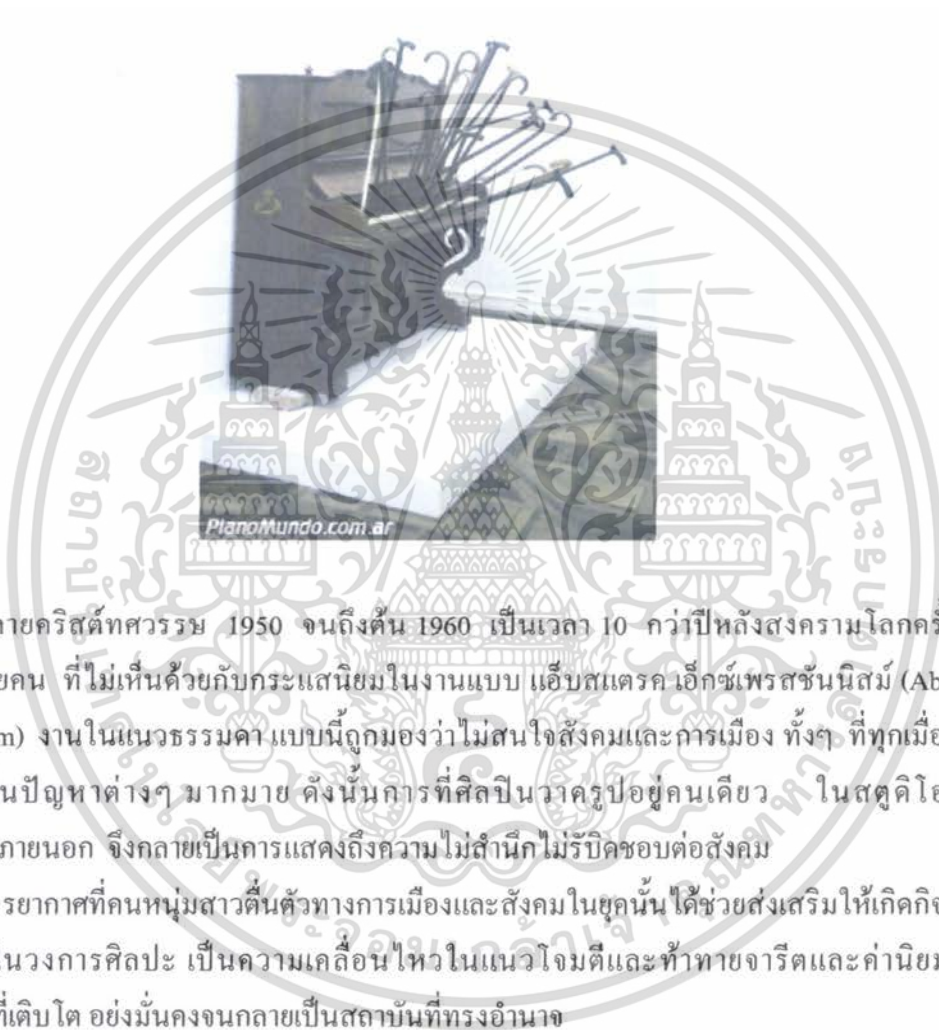 PianoMundo.com.ar
ายคริสต์ทศวรรษ 1950 จนถึงต้น 1960 เป็นเวลา 10 กว่าปีหลังสงครามโลกครั
ยคน ที่ไม่เห็นด้วยกับกระแสนิยมในงานแบบ แอ็บสแตรค เอ็กซ์เพรสชันนิสม์ (Ab
m) งานในแนวธรรมดา แบบนี้ถูกมองว่าไม่สนใจสังคมและการเมือง ทั้งๆ ที่ทุกเมื่อ
นปัญหาต่างๆ มากมาย ดังนั้นการที่ศิลปินวาดรูปอยู่คนเดียว ในสตูดิโอ
ภายนอก จึงกลายเป็นการแสดงถึงความไม่สำนึกไม่รับิดชอบต่อสังคม
รยากาศที่คนหนุ่มสาวตื่นตัวทางการเมืองและสังคมในยุคนั้นได้ช่วยส่งเสริมให้เกิดกิจ
นวงการศิลปะ เป็นความเคลื่อนไหวในแนวโจมตีและท้าทายจารีตและค่านิยม
ที่เติบโต อย่งมั่นคงจนกลายเป็นสถาบันที่ทรงอำนาจ